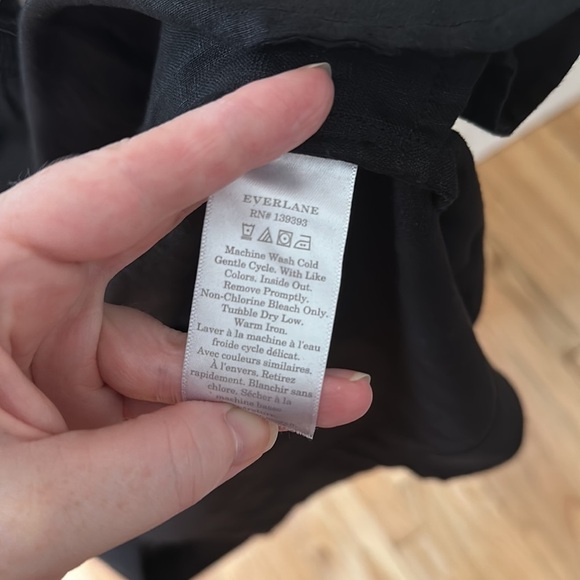 EVERLANE
RN# 139393
Machine Wash Cold
Gentle Cycle. With Like
Colors. Inside Out.
Remove Promptly.
Non-Chlorine Bleach Only.
Tumble Dry Low.
Warm Iron.
Laver à la machine à l'eau
froide cycle délicat.
Avec couleurs similaires.
À l'envers. Retirez
rapidement. Blanchir sans
chlore. Sécher à la
machine basse